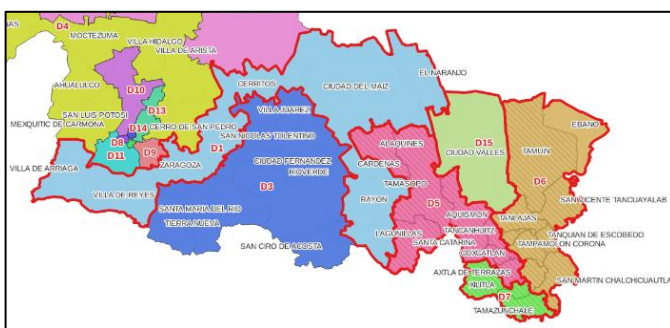 D4
MOCTEZUMA
VILLA HIDALGO
VILLA DE ARISTA
EL NARANJO
AHUALULCO
D10
CERRITOS
CIUDAD DEL MAIZ
D13
SAN LUIS POTOSI
VILLA JUAREZ
EBANO
MEXQUITIC DE CARMONA
D14
CERRO DE SAN PEDRO
SAN NICOLAS TOLENTINO
ALAQUINES
D15
CIUDAD VALLES
TAMUIN
D8
D11
D9
D1
VILLA DE ARRIAGA
ZARAGOZA
CIUDAD FERNANDEZ
RIOVERDE
CARDENAS
TAMASOPO
D6
D3
VILLA DE REYES
RAYON
D5
SAN VICENTE TANCUAYALAB
SANTA MARIA DEL RIO
TIERRA NUEVA
AQUISMON
TANLAJAS
TANCANHUITZ
TANQUIAN DE ESCOBEDO
LAGUNILLAS
SANTA CATARINA
TAMPAMOLON CORONA
SAN CIRO DE ACOSTA
COXCATLAN
AXTLA DE TERRAZAS
XILITLA
SAN MARTIN CHALCHICUAUTLA
D7
TAMAZUNCHALE